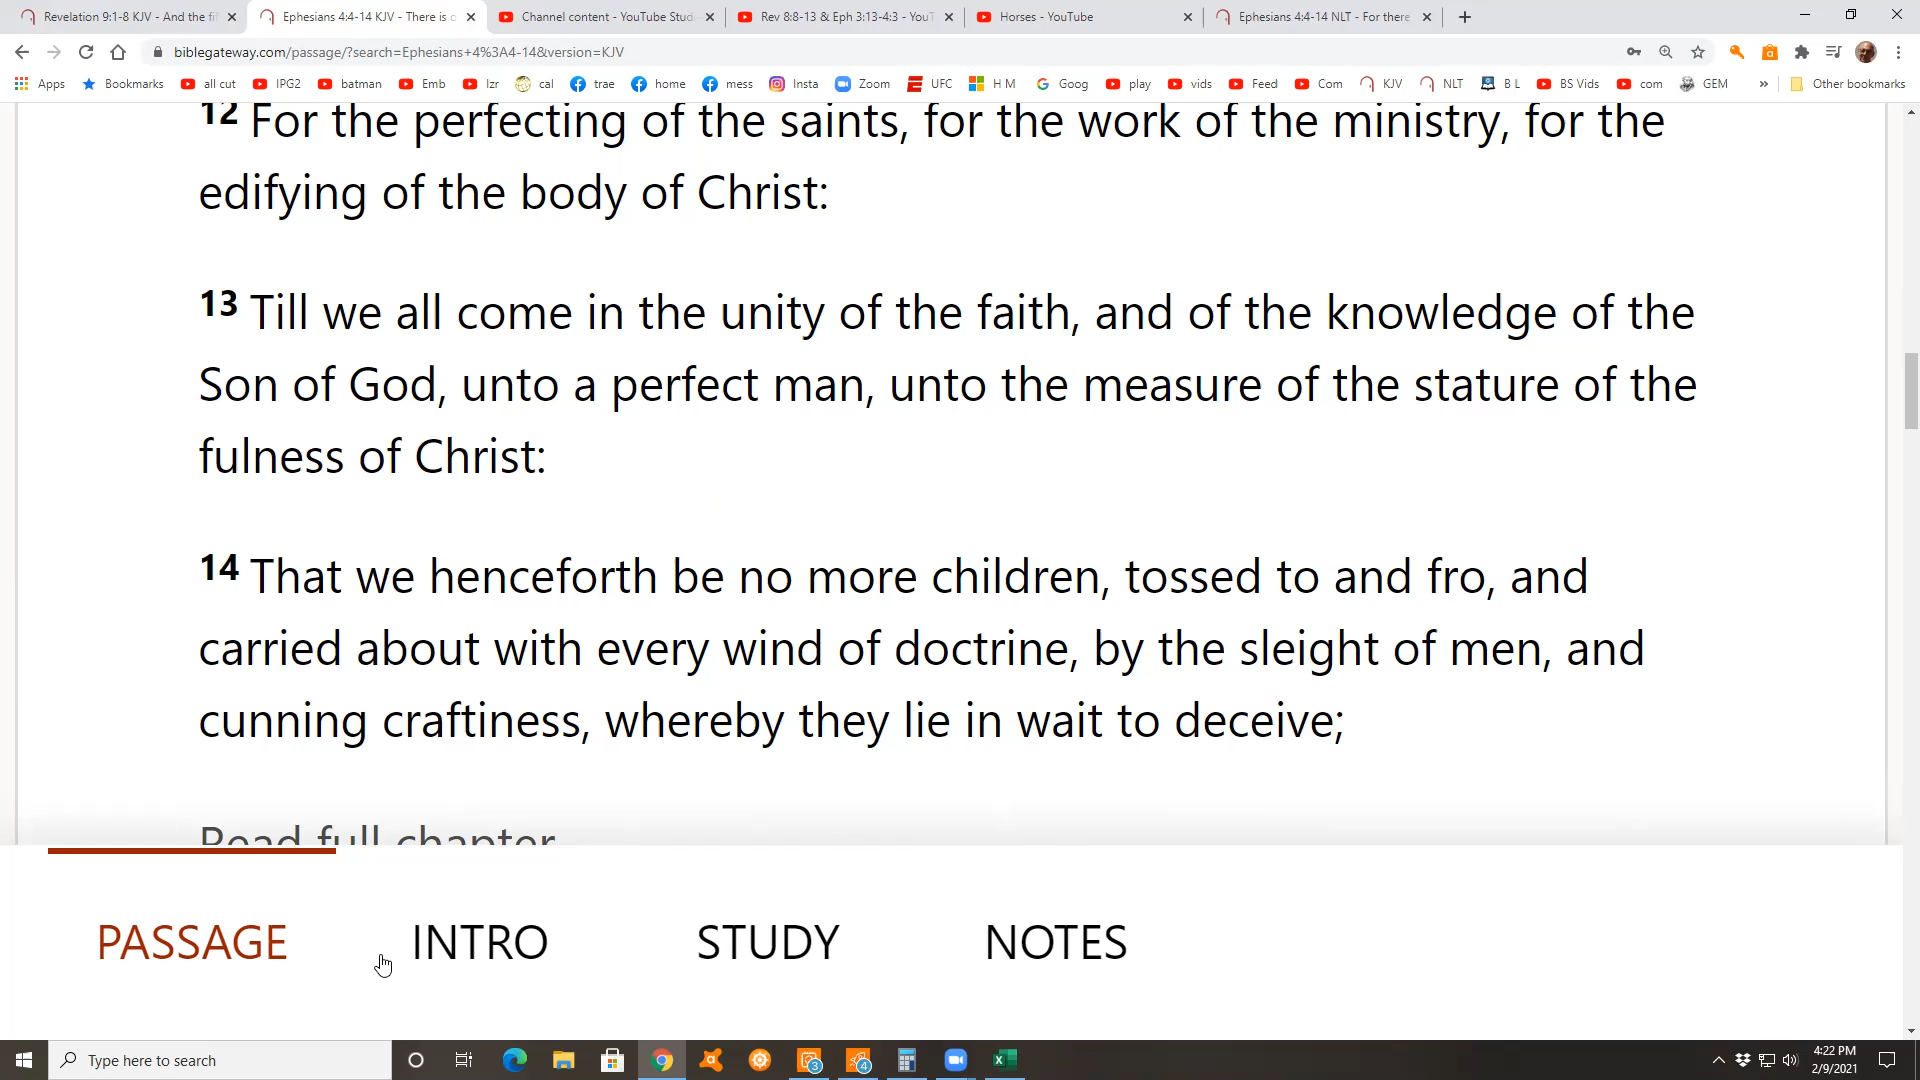 Revelation 9:1-8 KJV - And the fi
Ephesians 4:4-14 KJV - There is o
Channel content - YouTube Stud
Rev 8:8-13 & Eph 3:13-4:3 - YouT
Horses - YouTube
Ephesians 4:4-14 NLT - For there
biblegateway.com/passage/?search=Ephesians+4%3A4-14&version=KJV
Apps Bookmarks all cut IPG2 batman Emb Izr cal trae home mess Insta Zoom UFC H M Goog play vids Feed Com KJV NLT B L BS Vids com GEM » Other bookmarks
12 For the perfecting of the saints, for the work of the ministry, for the
edifying of the body of Christ:
13 Till we all come in the unity of the faith, and of the knowledge of the
Son of God, unto a perfect man, unto the measure of the stature of the
fulness of Christ:
14 That we henceforth be no more children, tossed to and fro, and
carried about with every wind of doctrine, by the sleight of men, and
cunning craftiness, whereby they lie in wait to deceive;
Read full chapter
PASSAGE INTRO STUDY NOTES
Type here to search
3
4
4:22 PM
2/9/2021